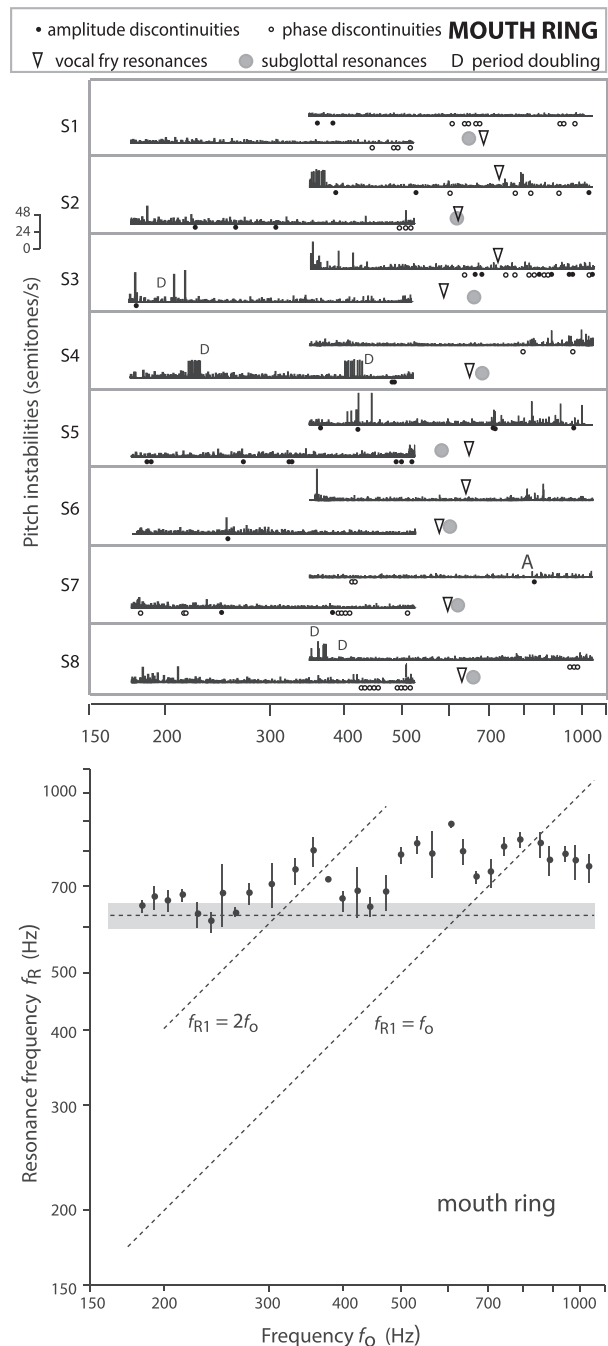 amplitude discontinuities phase discontinuities MOUTH RING
vocal fry resonances subglottal resonances D period doubling
S1
S2
48
24
0
S3
D
S4
D
D
S5
S6
S7
A
S8
D
D
Pitch instabilities (semitones/s)
150 200 300 400 500 700 1000
1000
700
500
400
300
200
150
Resonance frequency fR (Hz)
fR1 = 2fo
fR1 = fo
mouth ring
150 200 300 400 500 700 1000
Frequency fo (Hz)